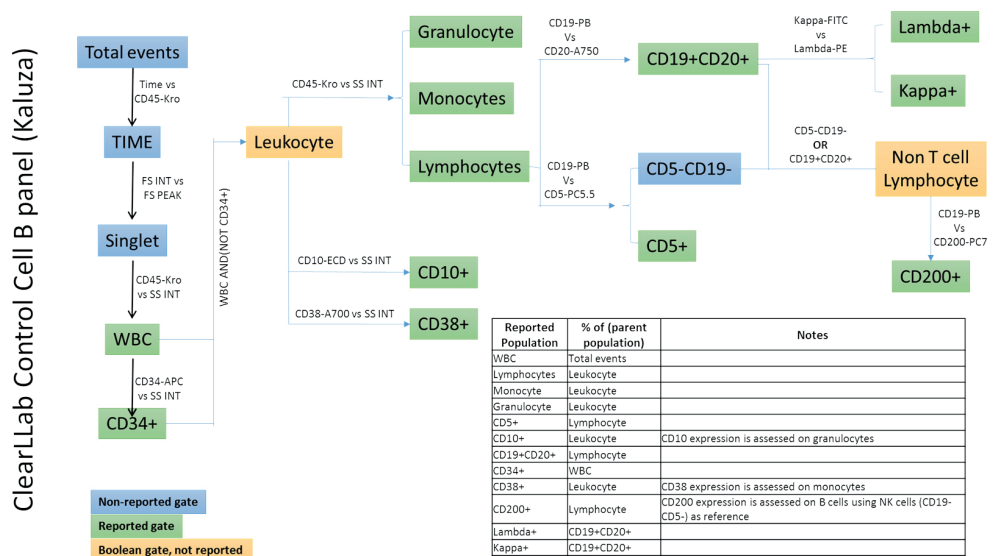 ClearLLab Control Cell B panel (Kaluza)
Total events
Time vs
CD45-Kro
TIME
FS INT vs
FS PEAK
Singlet
CD45-Kro
vs SS INT
WBC
CD34-APC
vs SS INT
CD34+
WBC AND(NOT CD34+)
Leukocyte
CD45-Kro vs SS INT
Granulocyte
Monocytes
Lymphocytes
CD10-ECD vs SS INT
CD10+
CD38-A700 vs SS INT
CD38+
CD19-PB
Vs
CD20-A750
CD19+CD20+
CD19-PB
Vs
CD5-PC5.5
CD5-CD19-
CD5+
Kappa-FITC
vs
Lambda-PE
Lambda+
Kappa+
CD5-CD19-
OR
CD19+CD20+
Non T cell
Lymphocyte
CD19-PB
Vs
CD200-PC7
CD200+
Non-reported gate
Reported gate
Boolean gate, not reported
Reported Population % of (parent population) Notes
WBC Total events
Lymphocytes Leukocyte
Monocyte Leukocyte
Granulocyte Leukocyte
CD5+ Lymphocyte
CD10+ Leukocyte CD10 expression is assessed on granulocytes
CD19+CD20+ Lymphocyte
CD34+ WBC
CD38+ Leukocyte CD38 expression is assessed on monocytes
CD200+ Lymphocyte CD200 expression is assessed on B cells using NK cells (CD19-
CD5-) as reference
Lambda+ CD19+CD20+
Kappa+ CD19+CD20+